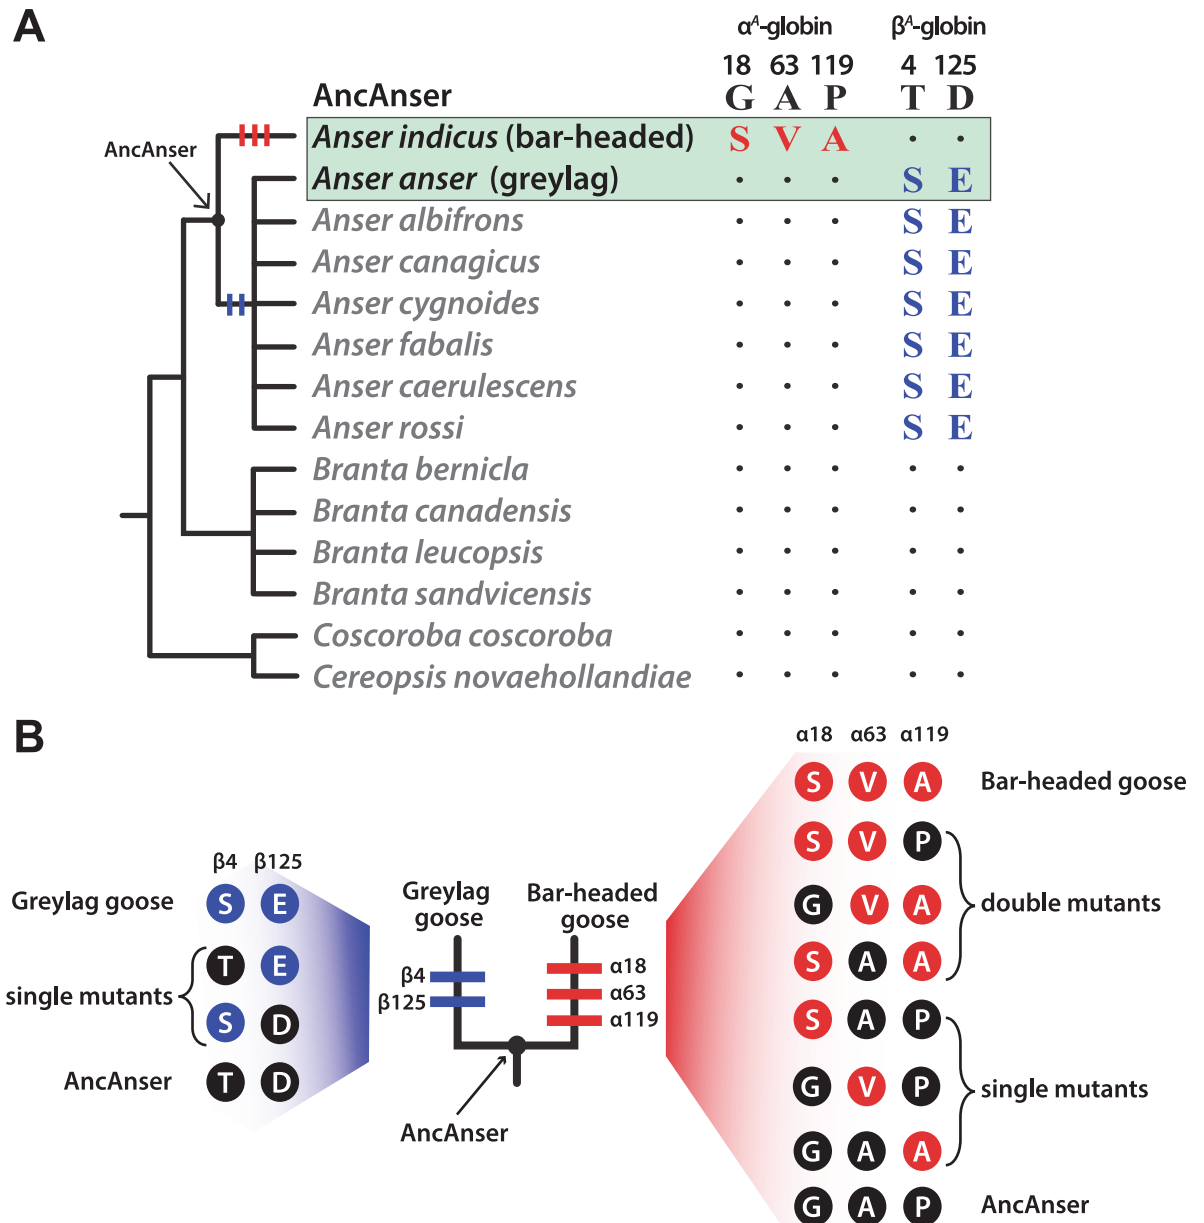 A
αᴬ-globin βᴬ-globin
18 63 119 4 125
AncAnser G A P T D
Anser indicus (bar-headed) S V A . .
AncAnser
Anser anser (greylag) . . . S E
Anser albifrons . . . S E
Anser canagicus . . . S E
Anser cygnoides . . . S E
Anser fabalis . . . S E
Anser caerulescens . . . S E
Anser rossi . . . S E
Branta bernicla . . . . .
Branta canadensis . . . . .
Branta leucopsis . . . . .
Branta sandvicensis . . . . .
Coscoroba coscoroba . . . . .
Cereopsis novaehollandiae . . . . .
B
β4 β125
Greylag goose S E
T E
single mutants
S D
AncAnser T D
Greylag
goose
Bar-headed
goose
β4
β125
α18
α63
α119
AncAnser
α18 α63 α119
S V A Bar-headed goose
S V P
G V A double mutants
S A A
S A P
G V P single mutants
G A A
G A P AncAnser